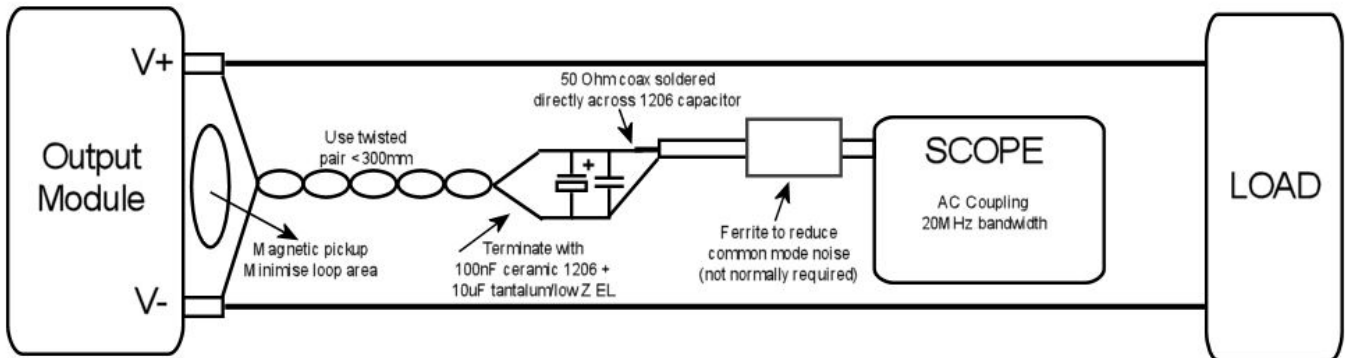 V+
Output
Module
V-
Magnetic pickup
Minimise loop area
Use twisted
pair <300mm
Terminate with
100nF ceramic 1206 +
10uF tantalum/low Z EL
+
50 Ohm coax soldered
directly across 1206 capacitor
Ferrite to reduce
common mode noise
(not normally required)
SCOPE
AC Coupling
20MHz bandwidth
LOAD